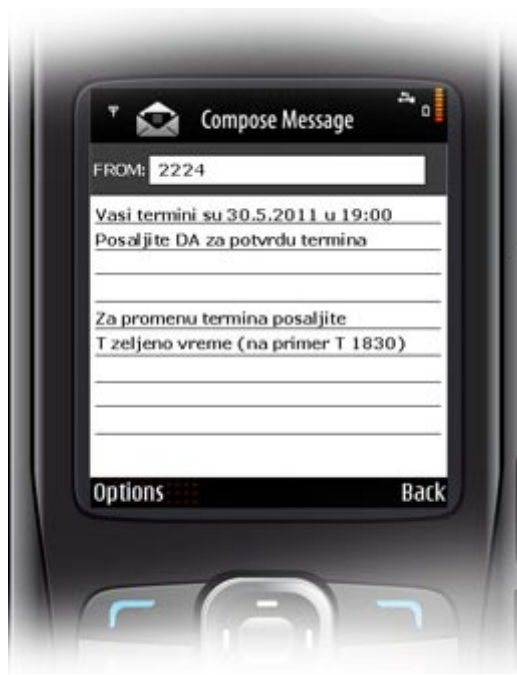 Compose Message
FROM: 2224
Vasi termini su 30.5.2011 u 19:00
Posaljite DA za potvrdu termina
Za promenu termina posaljite
T zeljeno vreme (na primer T 1830)
Options Back